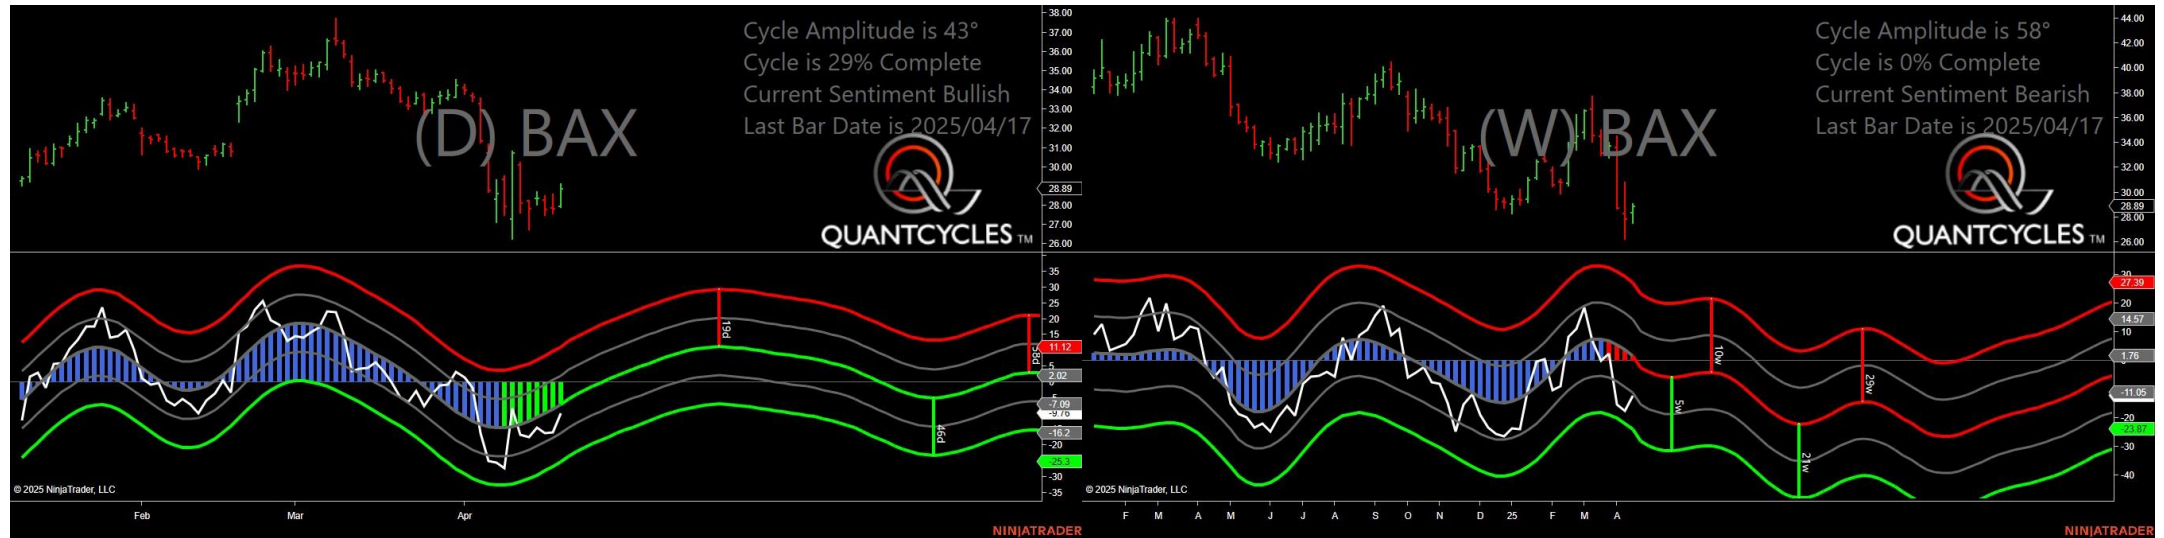 Cycle Amplitude is 43°
Cycle is 29% Complete
Current Sentiment Bullish
Last Bar Date is 2025/04/17
(D) BAX
QUANTCYCLES TM
38.00
37.00
36.00
35.00
34.00
33.00
32.00
31.00
30.00
28.89
28.00
27.00
26.00
35
30
25
20
15
11.12
5
2.02
-7.09
-9.76
-16.2
-20
-25.3
-30
-35
19d
46d
58d
© 2025 NinjaTrader, LLC
Feb Mar Apr
NINJATRADER
Cycle Amplitude is 58°
Cycle is 0% Complete
Current Sentiment Bearish
Last Bar Date is 2025/04/17
(W) BAX
QUANTCYCLES TM
44.00
42.00
40.00
38.00
36.00
34.00
32.00
30.00
28.89
28.00
26.00
30
27.39
20
14.57
10
1.76
-11.05
-20
-23.87
-30
-40
5w
10w
21w
29w
© 2025 NinjaTrader, LLC
F M A M J J A S O N D 25 F M A
NINJATRADER